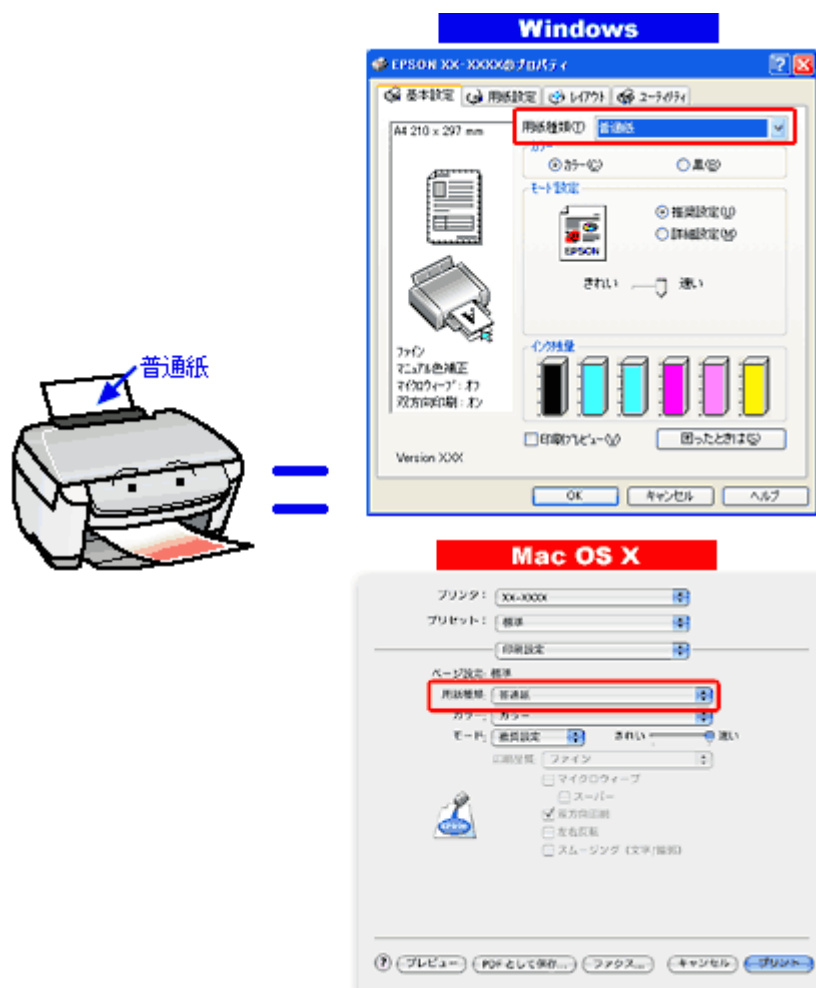 普通紙
Windows
EPSON XX-XXXXのプロパティ
基本設定 用紙設定 レイアウト ユーティリティ
A4 210 x 297 mm
用紙種類(T) 普通紙
カラー
カラー(C) 黒(B)
モード設定
推奨設定(U)
詳細設定(M)
EPSON
きれい 速い
ファイン
マニュアル色補正
マイクロウィーブ：オフ
双方向印刷：オン
インク残量
印刷プレビュー(V) 困ったときは(G)
Version XXX
OK キャンセル ヘルプ
Mac OS X
プリンタ： XX-XXXX
プリセット： 標準
印刷設定
ページ設定: 標準
用紙種類: 普通紙
カラー: カラー
モード: 画質設定 きれい 速い
印刷品質: ファイン
マイクロウィーブ
スーパー
双方向印刷
左右反転
スムージング (文字/輪郭)
EPSON
? プレビュー PDF として保存... ファクス... キャンセル プリント